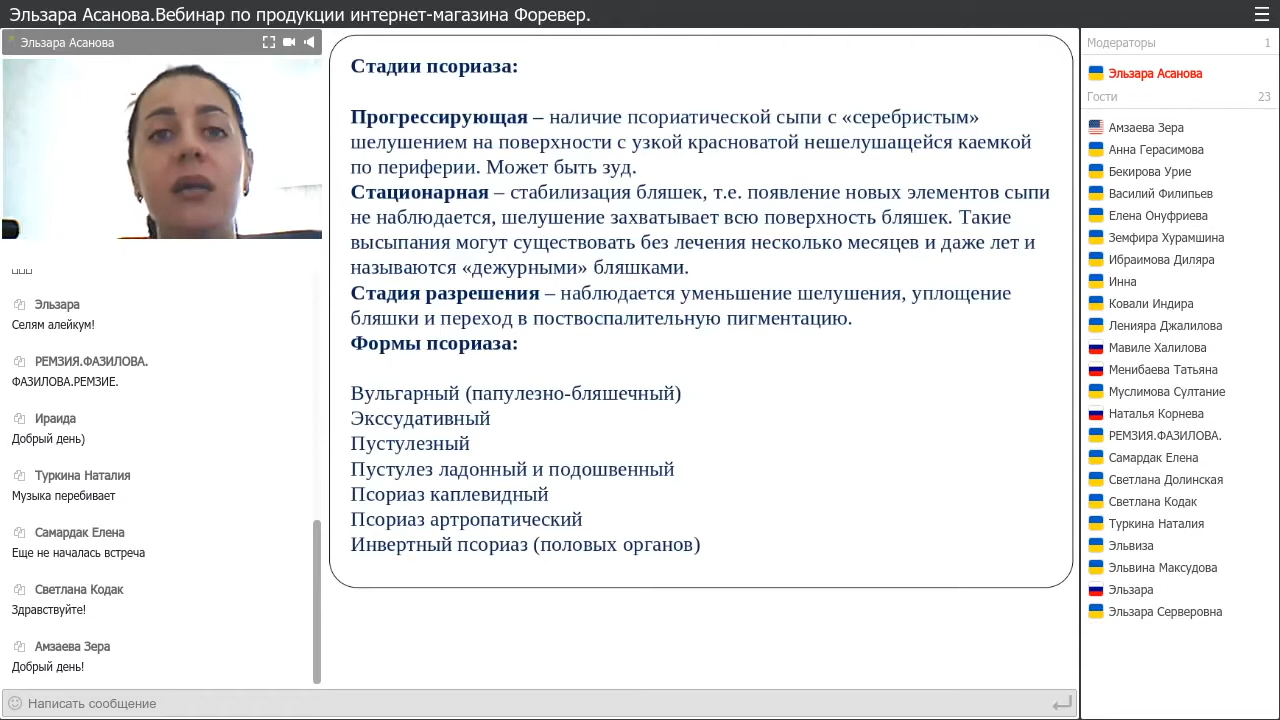 Эльзара Асанова.Вебинар по продукции интернет-магазина Форевер.
Эльзара Асанова
Эльзара
Селям алейкум!
РЕМЗИЯ.ФАЗИЛОВА.
ФАЗИЛОВА.РЕМЗИЕ.
Ираида
Добрый день)
Туркина Наталия
Музыка перебивает
Самардак Елена
Еще не началась встреча
Светлана Кодак
Здравствуйте!
Амзаева Зера
Добрый день!
Написать сообщение
Стадии псориаза:
Прогрессирующая – наличие псориатической сыпи с «серебристым»
шелушением на поверхности с узкой красноватой нешелушащейся каемкой
по периферии. Может быть зуд.
Стационарная – стабилизация бляшек, т.е. появление новых элементов сыпи
не наблюдается, шелушение захватывает всю поверхность бляшек. Такие
высыпания могут существовать без лечения несколько месяцев и даже лет и
называются «дежурными» бляшками.
Стадия разрешения – наблюдается уменьшение шелушения, уплощение
бляшки и переход в поствоспалительную пигментацию.
Формы псориаза:
Вульгарный (папулезно-бляшечный)
Экссудативный
Пустулезный
Пустулез ладонный и подошвенный
Псориаз каплевидный
Псориаз артропатический
Инвертный псориаз (половых органов)
Модераторы 1
Эльзара Асанова
Гости 23
Амзаева Зера
Анна Герасимова
Бекирова Урие
Василий Филипьев
Елена Онуфриева
Земфира Хурамшина
Ибраимова Диляра
Инна
Ковали Индира
Ленияра Джалилова
Мавиле Халилова
Менибаева Татьяна
Муслимова Султание
Наталья Корнева
РЕМЗИЯ.ФАЗИЛОВА.
Самардак Елена
Светлана Долинская
Светлана Кодак
Туркина Наталия
Эльвиза
Эльвина Максудова
Эльзара
Эльзара Серверовна